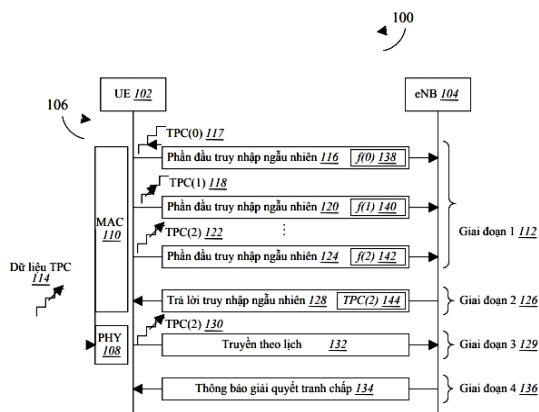 100
UE 102
eNB 104
106
TPC(0) 117
Phần đầu truy nhập ngẫu nhiên 116 f(0) 138
TPC(1) 118
Phần đầu truy nhập ngẫu nhiên 120 f(1) 140
MAC 110
TPC(2) 122
Giai đoạn 1 112
Phần đầu truy nhập ngẫu nhiên 124 f(2) 142
Dữ liệu TPC
114
Trả lời truy nhập ngẫu nhiên 128 TPC(2) 144
Giai đoạn 2 126
TPC(2) 130
PHY 108
Truyền theo lịch 132
Giai đoạn 3 129
Thông báo giải quyết tranh chấp 134
Giai đoạn 4 136